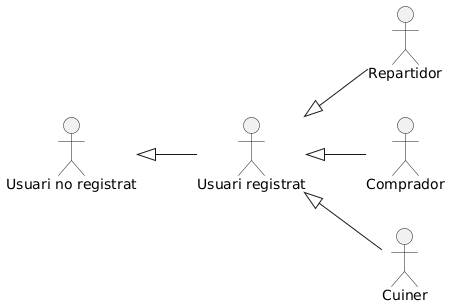 Repartidor
Usuari no registrat
Usuari registrat
Comprador
Cuiner